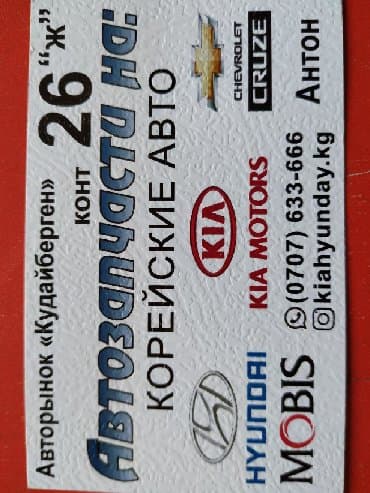 Авторынок «Кудайберген»
КОНТ 26 “Ж”
Автозапчасти на:
КОРЕЙСКИЕ АВТО
HYUNDAI
MOBIS
KIA
KIA MOTORS
(0707) 633-666
kiahyunday.kg
CHEVROLET
CRUZE
АНТОН